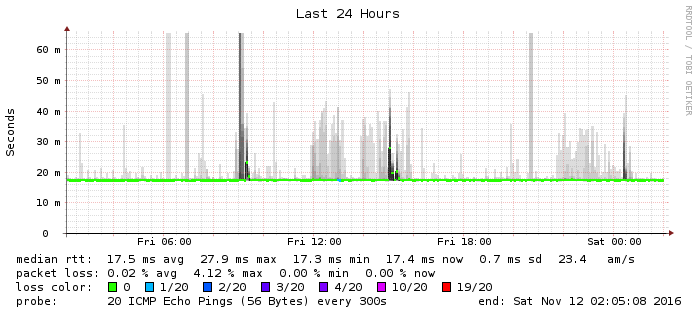 Last 24 Hours
RRDTOOL / TOBI OETIKER
Seconds
60 m
50 m
40 m
30 m
20 m
10 m
0
Fri 06:00 Fri 12:00 Fri 18:00 Sat 00:00
median rtt: 17.5 ms avg 27.9 ms max 17.3 ms min 17.4 ms now 0.7 ms sd 23.4 am/s
packet loss: 0.02 % avg 4.12 % max 0.00 % min 0.00 % now
loss color: 0 1/20 2/20 3/20 4/20 10/20 19/20
probe: 20 ICMP Echo Pings (56 Bytes) every 300s end: Sat Nov 12 02:05:08 2016